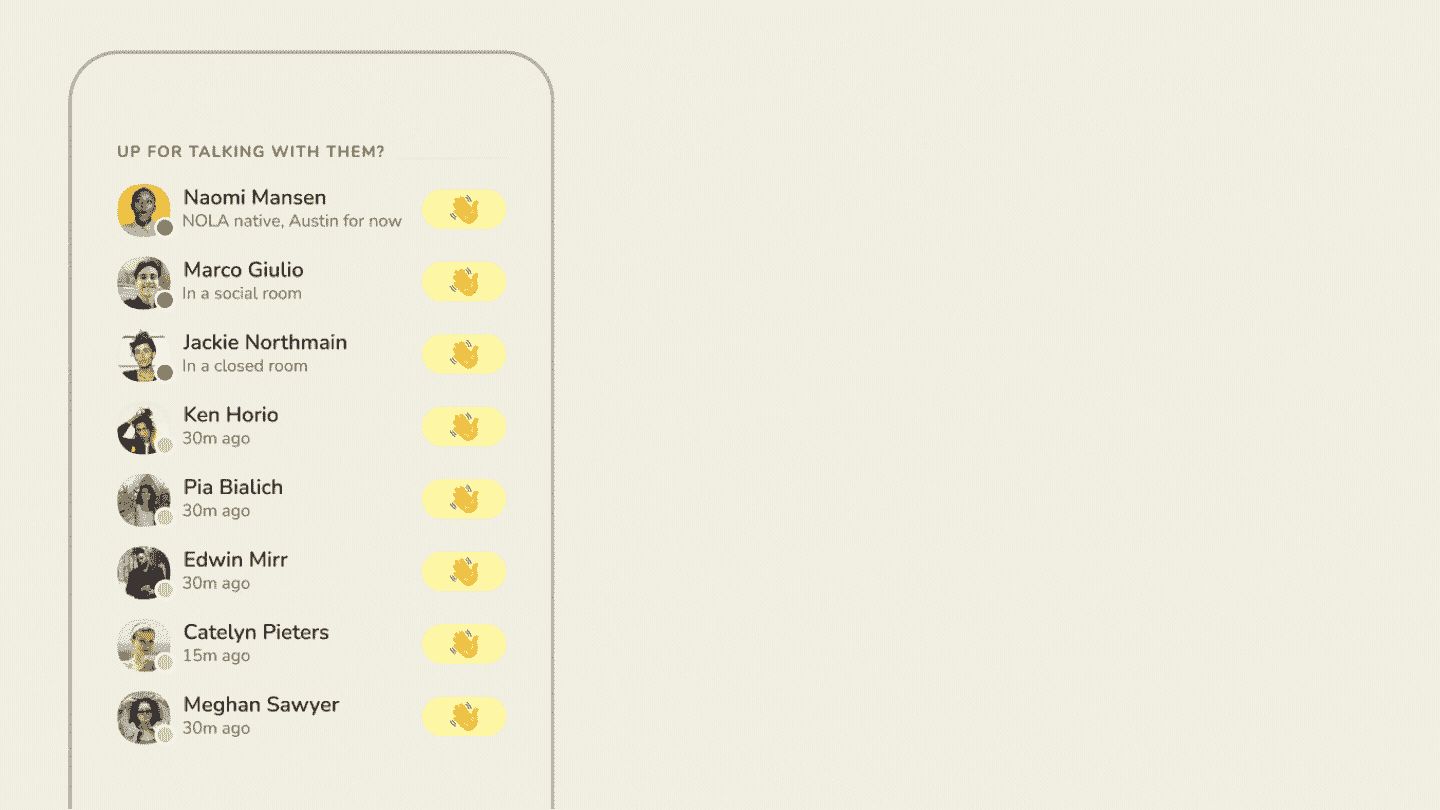 UP FOR TALKING WITH THEM?
Naomi Mansen
NOLA native, Austin for now
Marco Giulio
In a social room
Jackie Northmain
In a closed room
Ken Horio
30m ago
Pia Bialich
30m ago
Edwin Mirr
30m ago
Catelyn Pieters
15m ago
Meghan Sawyer
30m ago